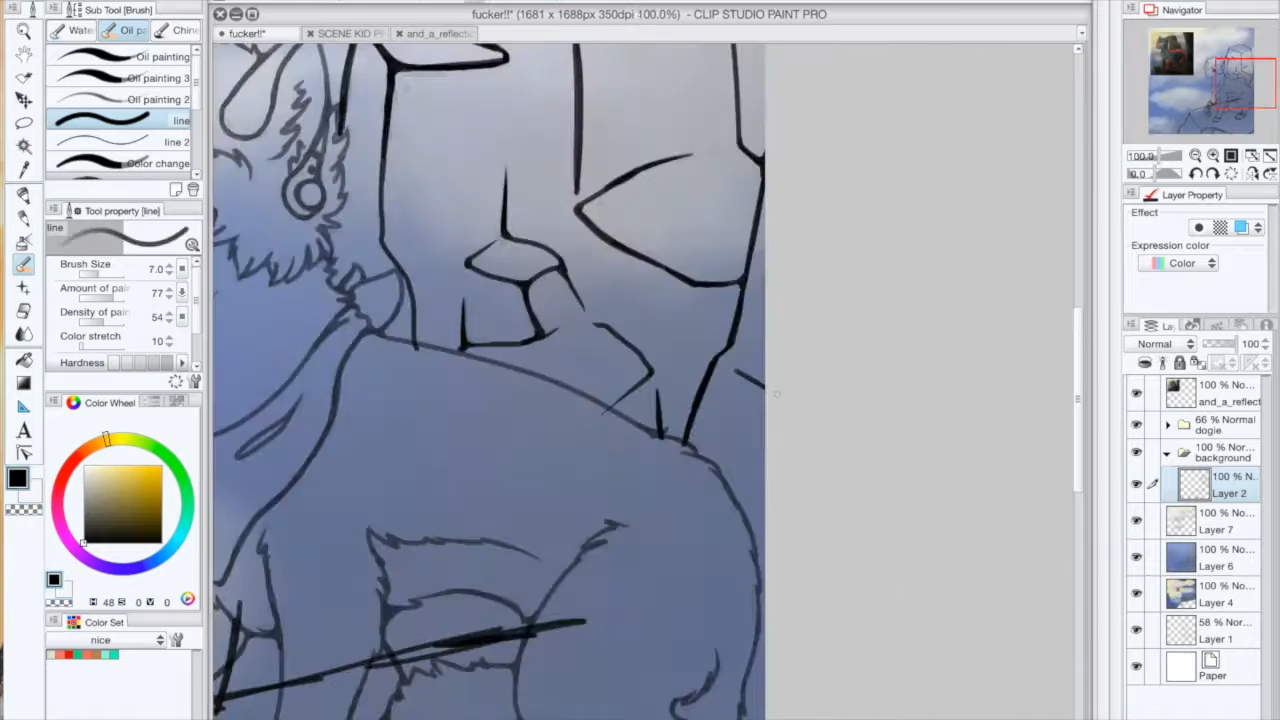 Sub Tool [Brush]
fucker!!* (1681 x 1688px 350dpi 100.0%) - CLIP STUDIO PAINT PRO
Navigator
Water
Oil pa
Chine
fucker!!*
SCENE KID
and_a_reflectic
Oil painting
Oil painting 3
Oil painting 2
line
line 2
Color change
Tool property [line]
line
Brush Size 7.0
Amount of pai 77
Density of pain 54
Color stretch 10
Hardness
Color Wheel
H 48 S 0 V 0
Color Set
nice
100.0
0.0
Layer Property
Effect
Expression color
Color
La
Normal 100
100 % No...
and_a_reflect
66 % Normal
dogie
100 % Nor...
background
100 % N..
Layer 2
100 % No...
Layer 7
100 % No...
Layer 6
100 % No...
Layer 4
58 % Nor...
Layer 1
Paper